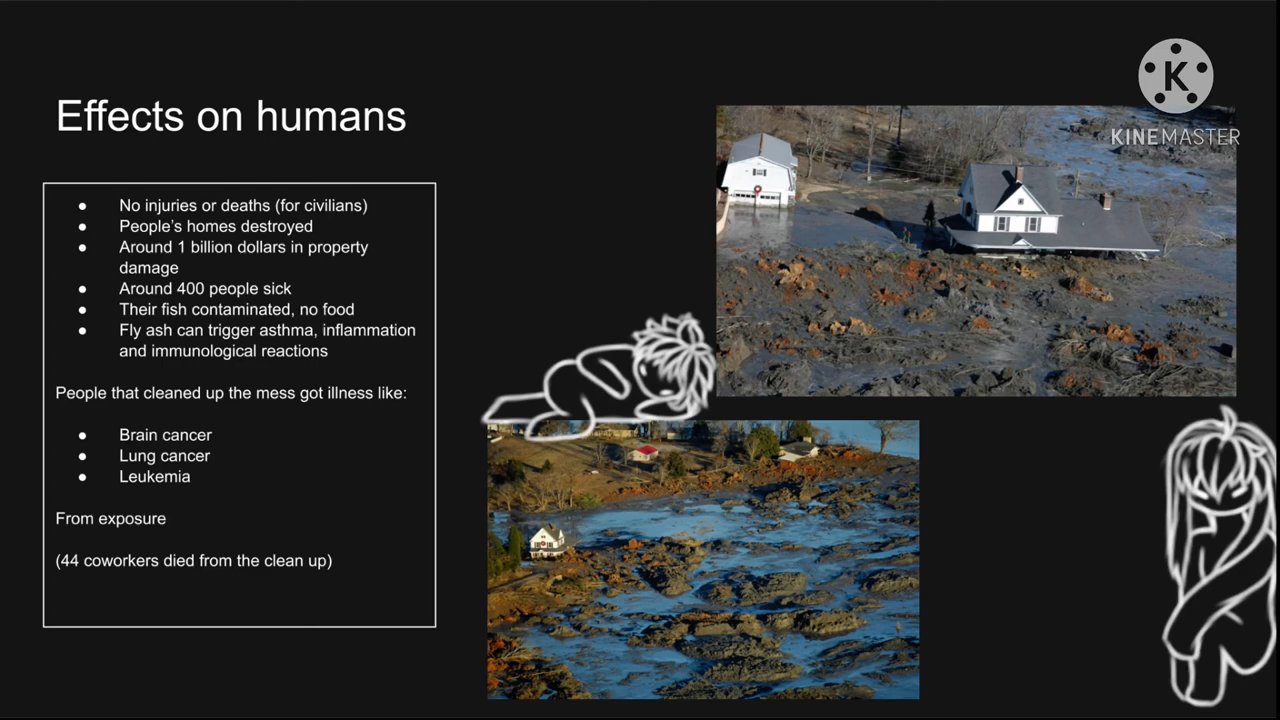 K
KINEMASTER
Effects on humans
● No injuries or deaths (for civilians)
● People's homes destroyed
● Around 1 billion dollars in property
damage
● Around 400 people sick
● Their fish contaminated, no food
● Fly ash can trigger asthma, inflammation
and immunological reactions
People that cleaned up the mess got illness like:
● Brain cancer
● Lung cancer
● Leukemia
From exposure
(44 coworkers died from the clean up)